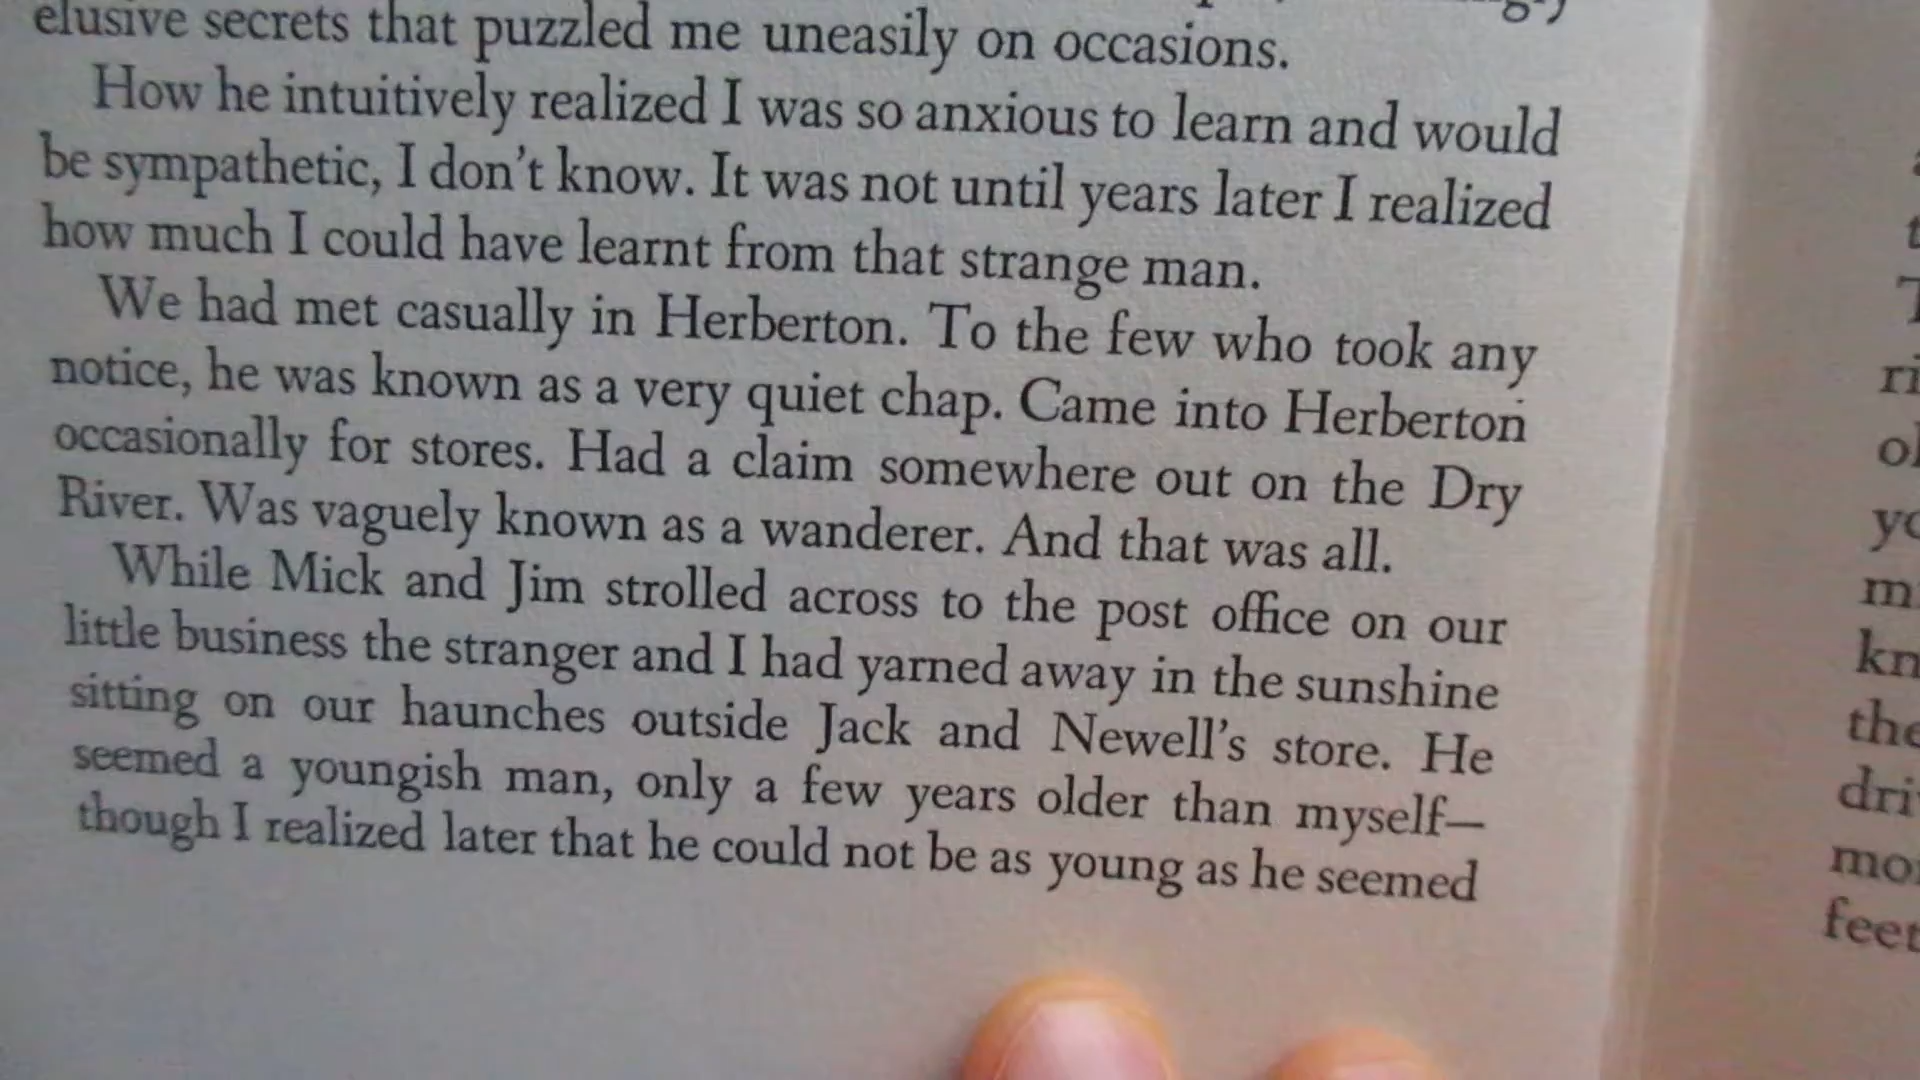 elusive secrets that puzzled me uneasily on occasions.
How he intuitively realized I was so anxious to learn and would
be sympathetic, I don't know. It was not until years later I realized
how much I could have learnt from that strange man.
We had met casually in Herberton. To the few who took any
notice, he was known as a very quiet chap. Came into Herberton
occasionally for stores. Had a claim somewhere out on the Dry
River. Was vaguely known as a wanderer. And that was all.
While Mick and Jim strolled across to the post office on our
little business the stranger and I had yarned away in the sunshine
sitting on our haunches outside Jack and Newell's store. He
seemed a youngish man, only a few years older than myself—
though I realized later that he could not be as young as he seemed